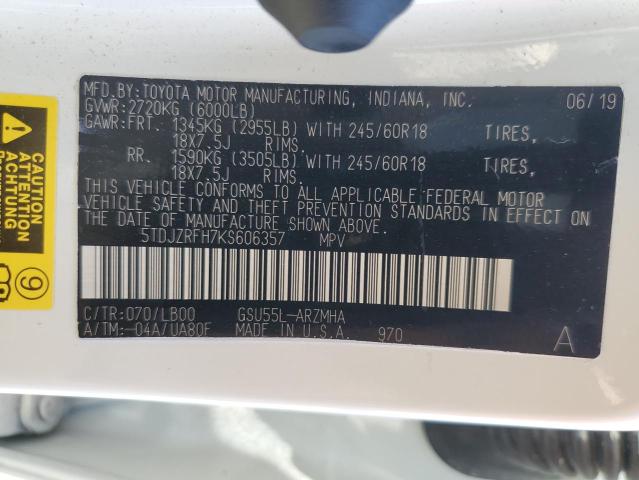 MFD.BY:TOYOTA MOTOR MANUFACTURING, INDIANA, INC. 06/19
GVWR:2720KG (6000LB)
GAWR:FRT. 1345KG (2955LB) WITH 245/60R18 TIRES,
18X7.5J RIMS.
RR. 1590KG (3505LB) WITH 245/60R18 TIRES,
18X7.5J RIMS.
THIS VEHICLE CONFORMS TO ALL APPLICABLE FEDERAL MOTOR
VEHICLE SAFETY AND THEFT PREVENTION STANDARDS IN EFFECT ON
THE DATE OF MANUFACTURE SHOWN ABOVE.
5TDJZRFH7KS606357 MPV
C/TR:070/LB00 GSU55L-ARZMHA
A/TM:-04A/UA80F MADE IN U.S.A. 970 A
9